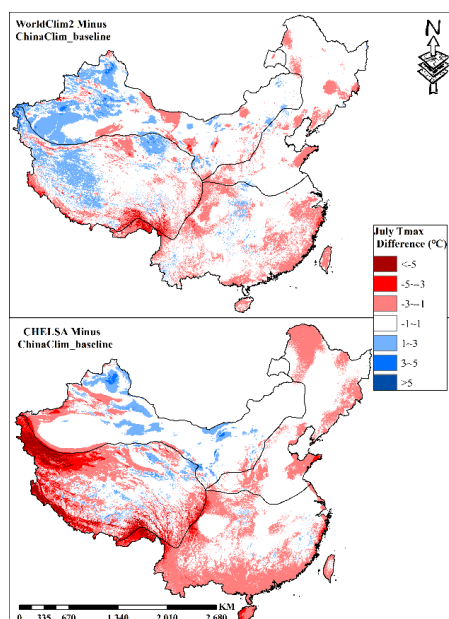 WorldClim2 Minus
ChinaClim_baseline
N
July Tmax
Difference (°C)
<-5
-5~-3
-3~-1
-1~1
1~3
3~5
>5
CHELSA Minus
ChinaClim_baseline
KM
0 335 670 1,340 2,010 2,680